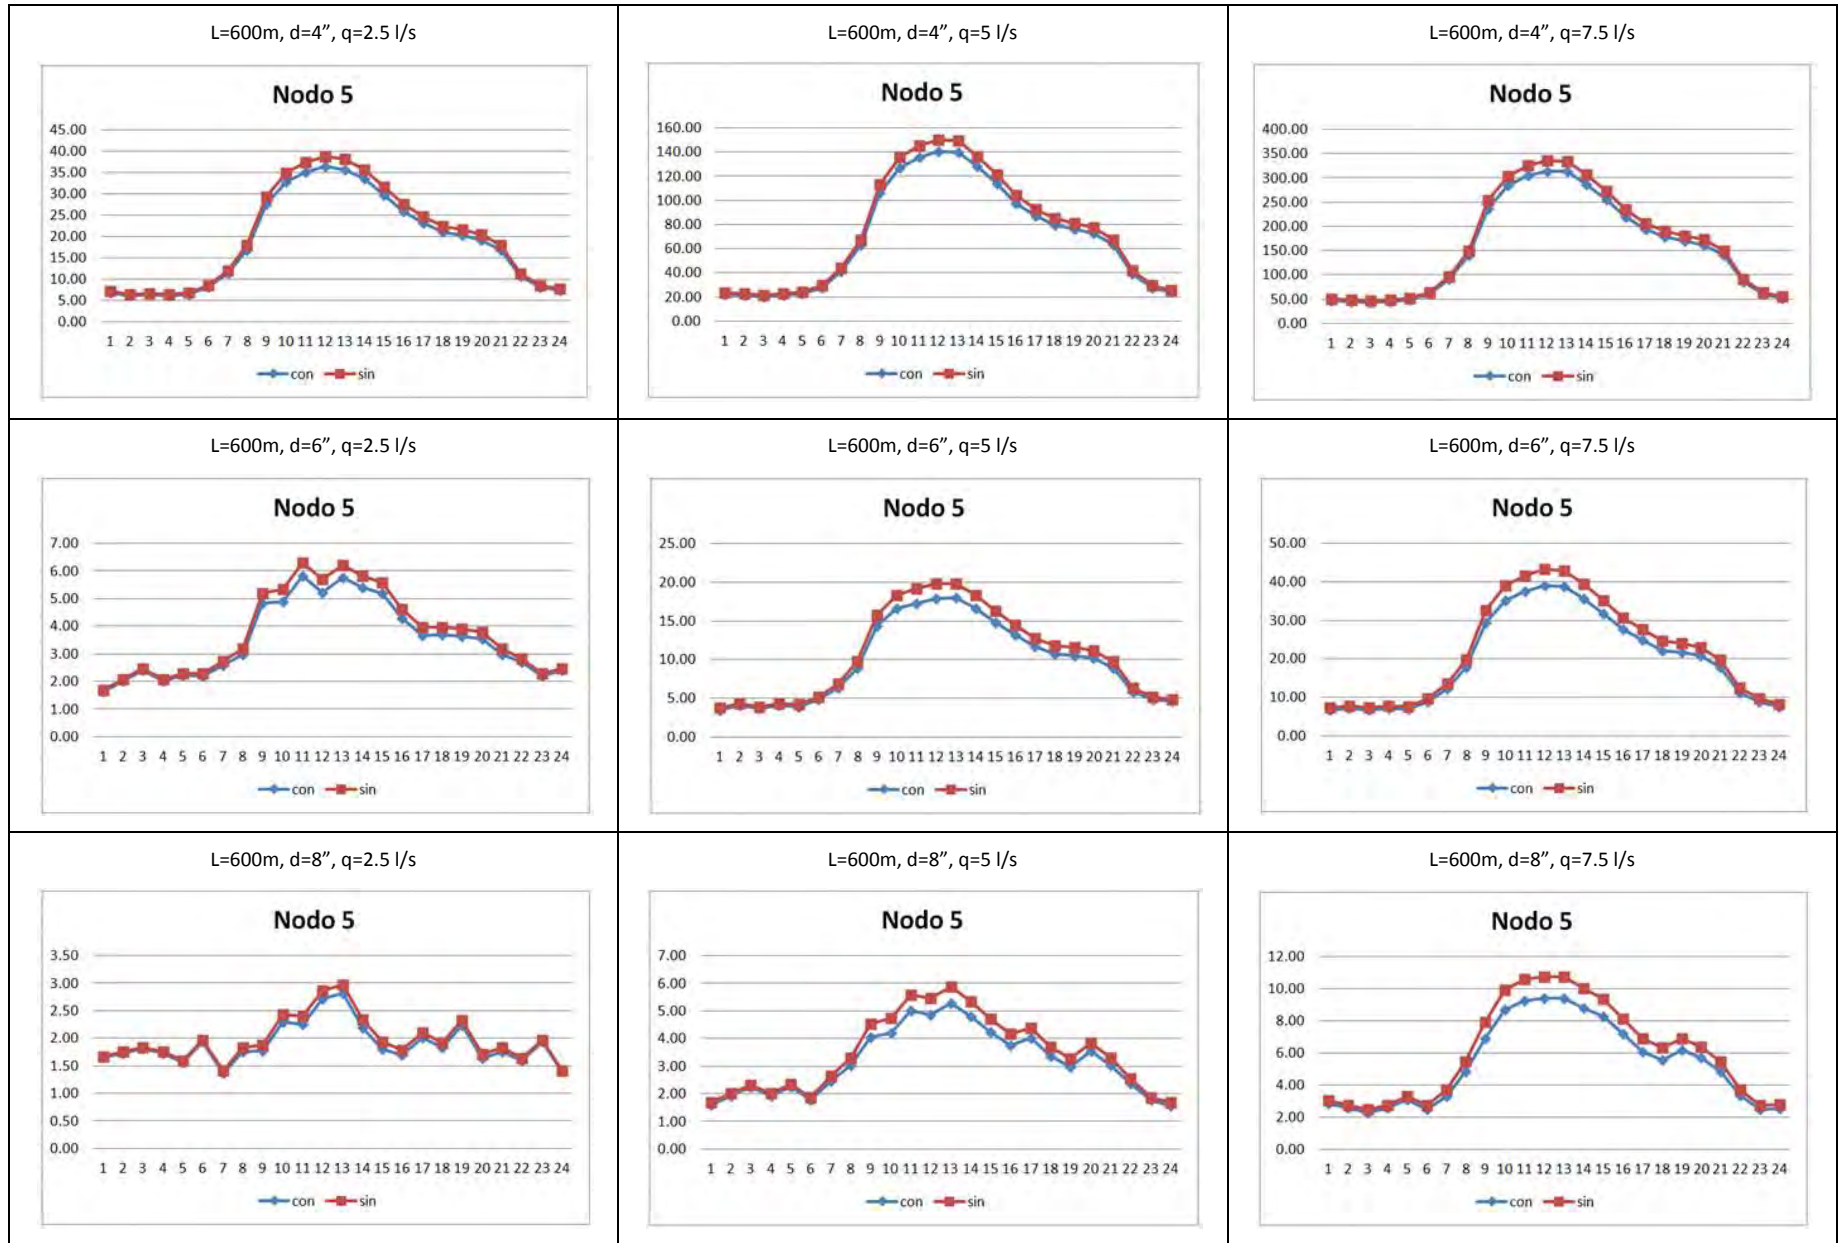 L=600m, d=4”, q=2.5 l/s
Nodo 5
45.00
40.00
35.00
30.00
25.00
20.00
15.00
10.00
5.00
0.00
1 2 3 4 5 6 7 8 9 10 11 12 13 14 15 16 17 18 19 20 21 22 23 24
con sin
L=600m, d=4”, q=5 l/s
Nodo 5
160.00
140.00
120.00
100.00
80.00
60.00
40.00
20.00
0.00
1 2 3 4 5 6 7 8 9 10 11 12 13 14 15 16 17 18 19 20 21 22 23 24
con sin
L=600m, d=4”, q=7.5 l/s
Nodo 5
400.00
350.00
300.00
250.00
200.00
150.00
100.00
50.00
0.00
1 2 3 4 5 6 7 8 9 10 11 12 13 14 15 16 17 18 19 20 21 22 23 24
con sin
L=600m, d=6”, q=2.5 l/s
Nodo 5
7.00
6.00
5.00
4.00
3.00
2.00
1.00
0.00
1 2 3 4 5 6 7 8 9 10 11 12 13 14 15 16 17 18 19 20 21 22 23 24
con sin
L=600m, d=6”, q=5 l/s
Nodo 5
25.00
20.00
15.00
10.00
5.00
0.00
1 2 3 4 5 6 7 8 9 10 11 12 13 14 15 16 17 18 19 20 21 22 23 24
con sin
L=600m, d=6”, q=7.5 l/s
Nodo 5
50.00
40.00
30.00
20.00
10.00
0.00
1 2 3 4 5 6 7 8 9 10 11 12 13 14 15 16 17 18 19 20 21 22 23 24
con sin
L=600m, d=8”, q=2.5 l/s
Nodo 5
3.50
3.00
2.50
2.00
1.50
1.00
0.50
0.00
1 2 3 4 5 6 7 8 9 10 11 12 13 14 15 16 17 18 19 20 21 22 23 24
con sin
L=600m, d=8”, q=5 l/s
Nodo 5
7.00
6.00
5.00
4.00
3.00
2.00
1.00
0.00
1 2 3 4 5 6 7 8 9 10 11 12 13 14 15 16 17 18 19 20 21 22 23 24
con sin
L=600m, d=8”, q=7.5 l/s
Nodo 5
12.00
10.00
8.00
6.00
4.00
2.00
0.00
1 2 3 4 5 6 7 8 9 10 11 12 13 14 15 16 17 18 19 20 21 22 23 24
con sin